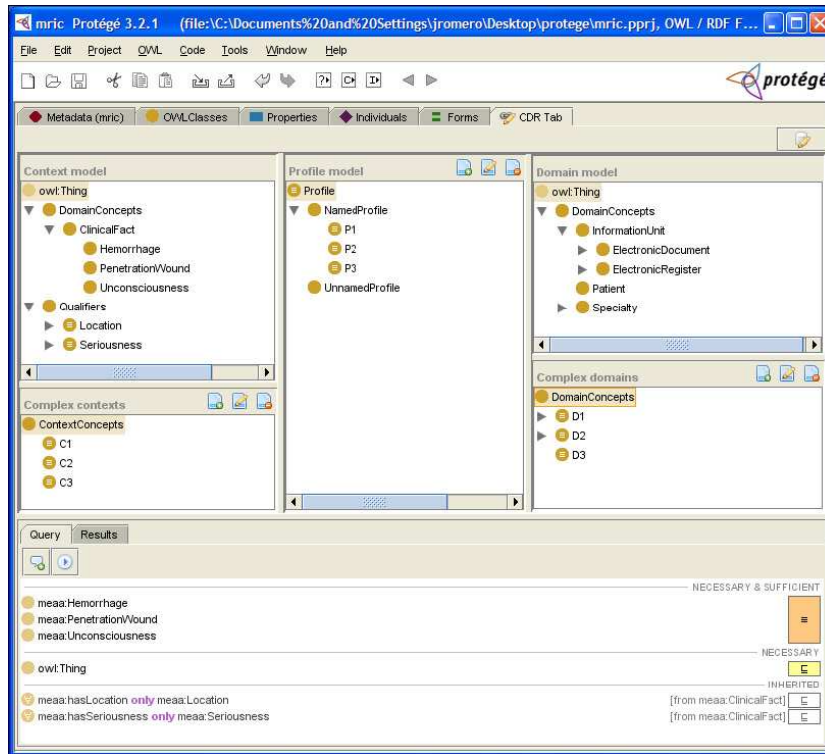 mric Protégé 3.2.1 (file:\C:\Documents%20and%20Settings\jromero\Desktop\protege\mric.pprj, OWL / RDF F...
File Edit Project OWL Code Tools Window Help
protégé
Metadata (mric) OWLClasses Properties Individuals Forms CDR Tab
Context model
owl:Thing
DomainConcepts
ClinicalFact
Hemorrhage
PenetrationWound
Unconsciousness
Qualifiers
Location
Seriousness
Complex contexts
ContextConcepts
C1
C2
C3
Profile model
Profile
NamedProfile
P1
P2
P3
UnnamedProfile
Domain model
owl:Thing
DomainConcepts
InformationUnit
ElectronicDocument
ElectronicRegister
Patient
Specialty
Complex domains
DomainConcepts
D1
D2
D3
Query Results
NECESSARY & SUFFICIENT
meaa:Hemorrhage
meaa:PenetrationWound
meaa:Unconsciousness
≡
NECESSARY
owl:Thing ⊑
INHERITED
meaa:hasLocation only meaa:Location [from meaa:ClinicalFact] ⊑
meaa:hasSeriousness only meaa:Seriousness [from meaa:ClinicalFact] ⊑